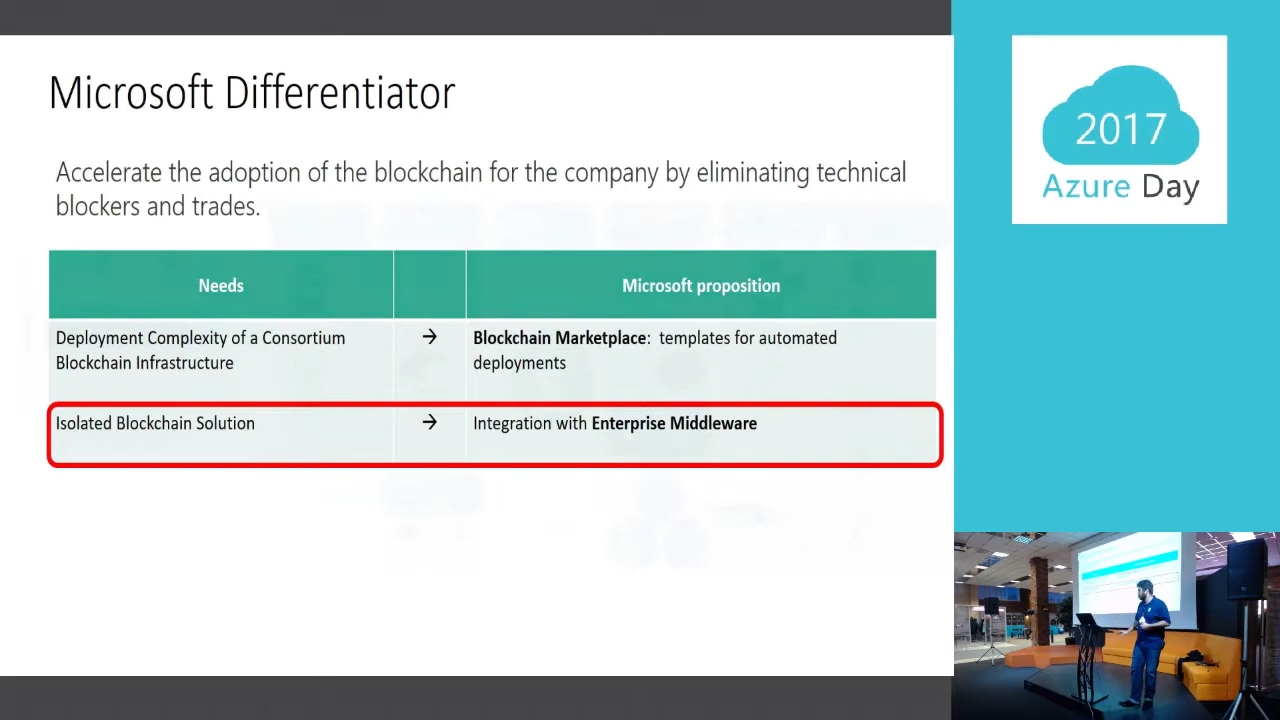 Microsoft Differentiator
Accelerate the adoption of the blockchain for the company by eliminating technical
blockers and trades.
Needs
Microsoft proposition
Deployment Complexity of a Consortium
Blockchain Infrastructure
→
Blockchain Marketplace: templates for automated
deployments
Isolated Blockchain Solution
→
Integration with Enterprise Middleware
2017
Azure Day